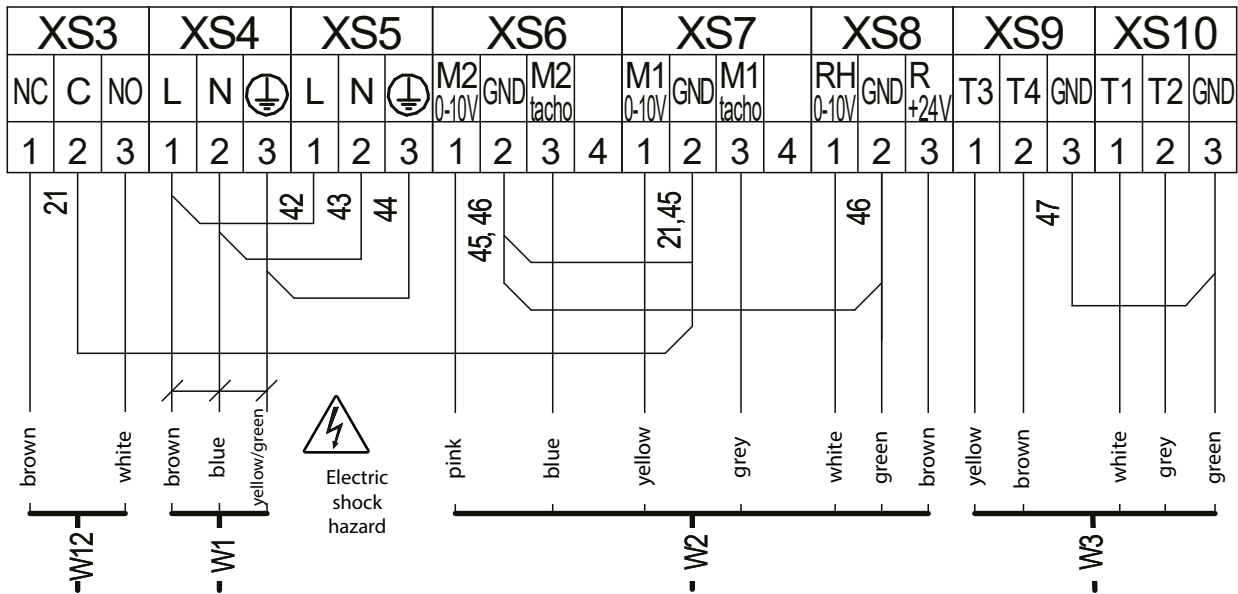 XS3 XS4 XS5 XS6 XS7 XS8 XS9 XS10
NC C NO L N L N M2 0-10V GND M2 tacho M1 0-10V GND M1 tacho RH 0-10V GND R +24V T3 T4 GND T1 T2 GND
1 2 3 1 2 3 1 2 3 1 2 3 4 1 2 3 4 1 2 3 1 2 3 1 2 3
21 42 43 44 45, 46 21,45 46 47
brown white brown blue yellow/green pink blue yellow grey white green brown yellow brown white grey green
Electric
shock
hazard
-W12 -W1 -W2 -W3